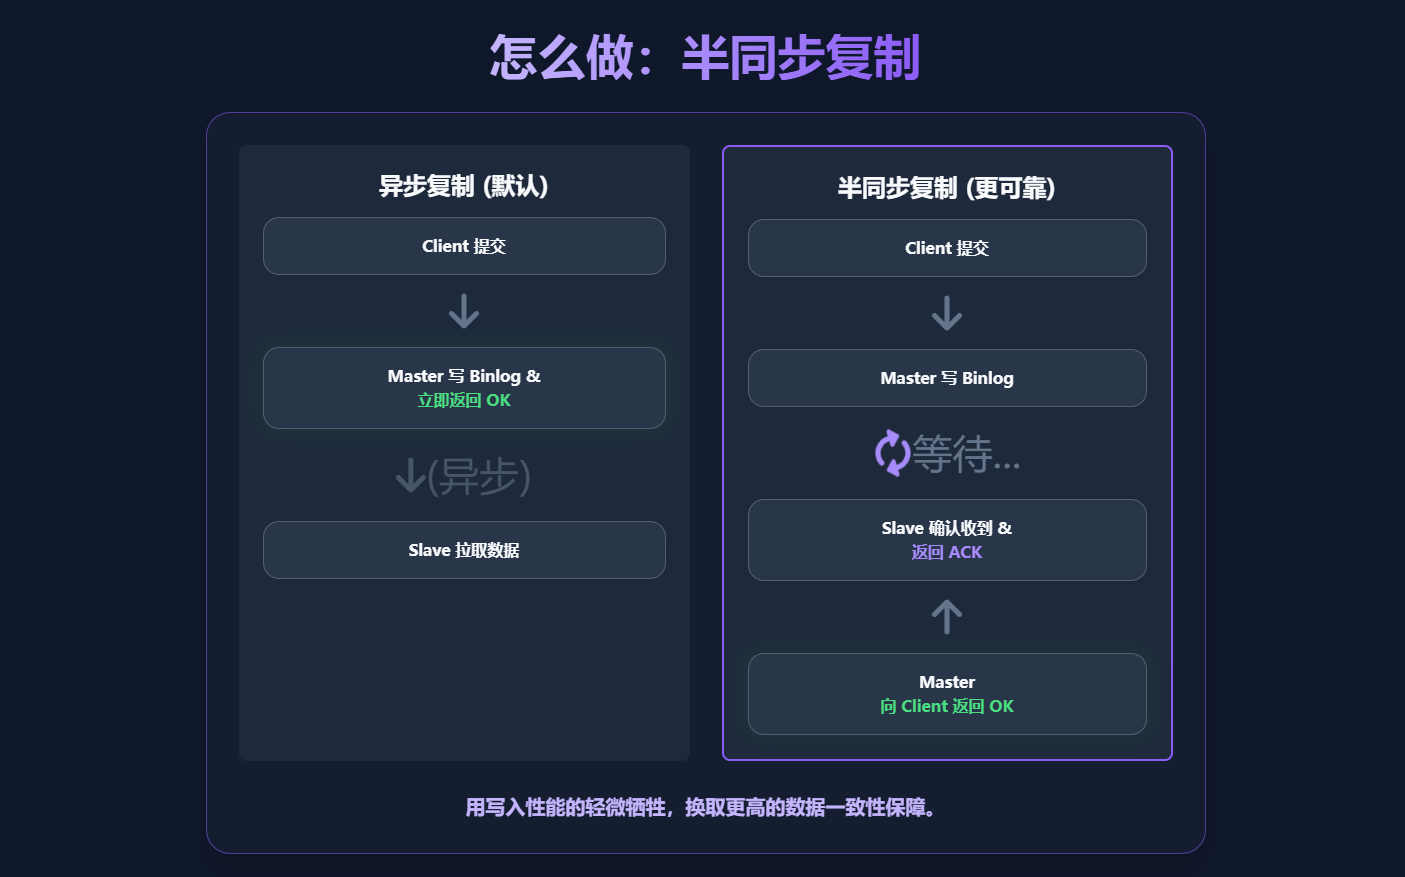 怎么做：半同步复制
异步复制 (默认)
Client 提交
Master 写 Binlog &
立即返回 OK
(异步)
Slave 拉取数据
半同步复制 (更可靠)
Client 提交
Master 写 Binlog
等待...
Slave 确认收到 &
返回 ACK
Master
向 Client 返回 OK
用写入性能的轻微牺牲，换取更高的数据一致性保障。